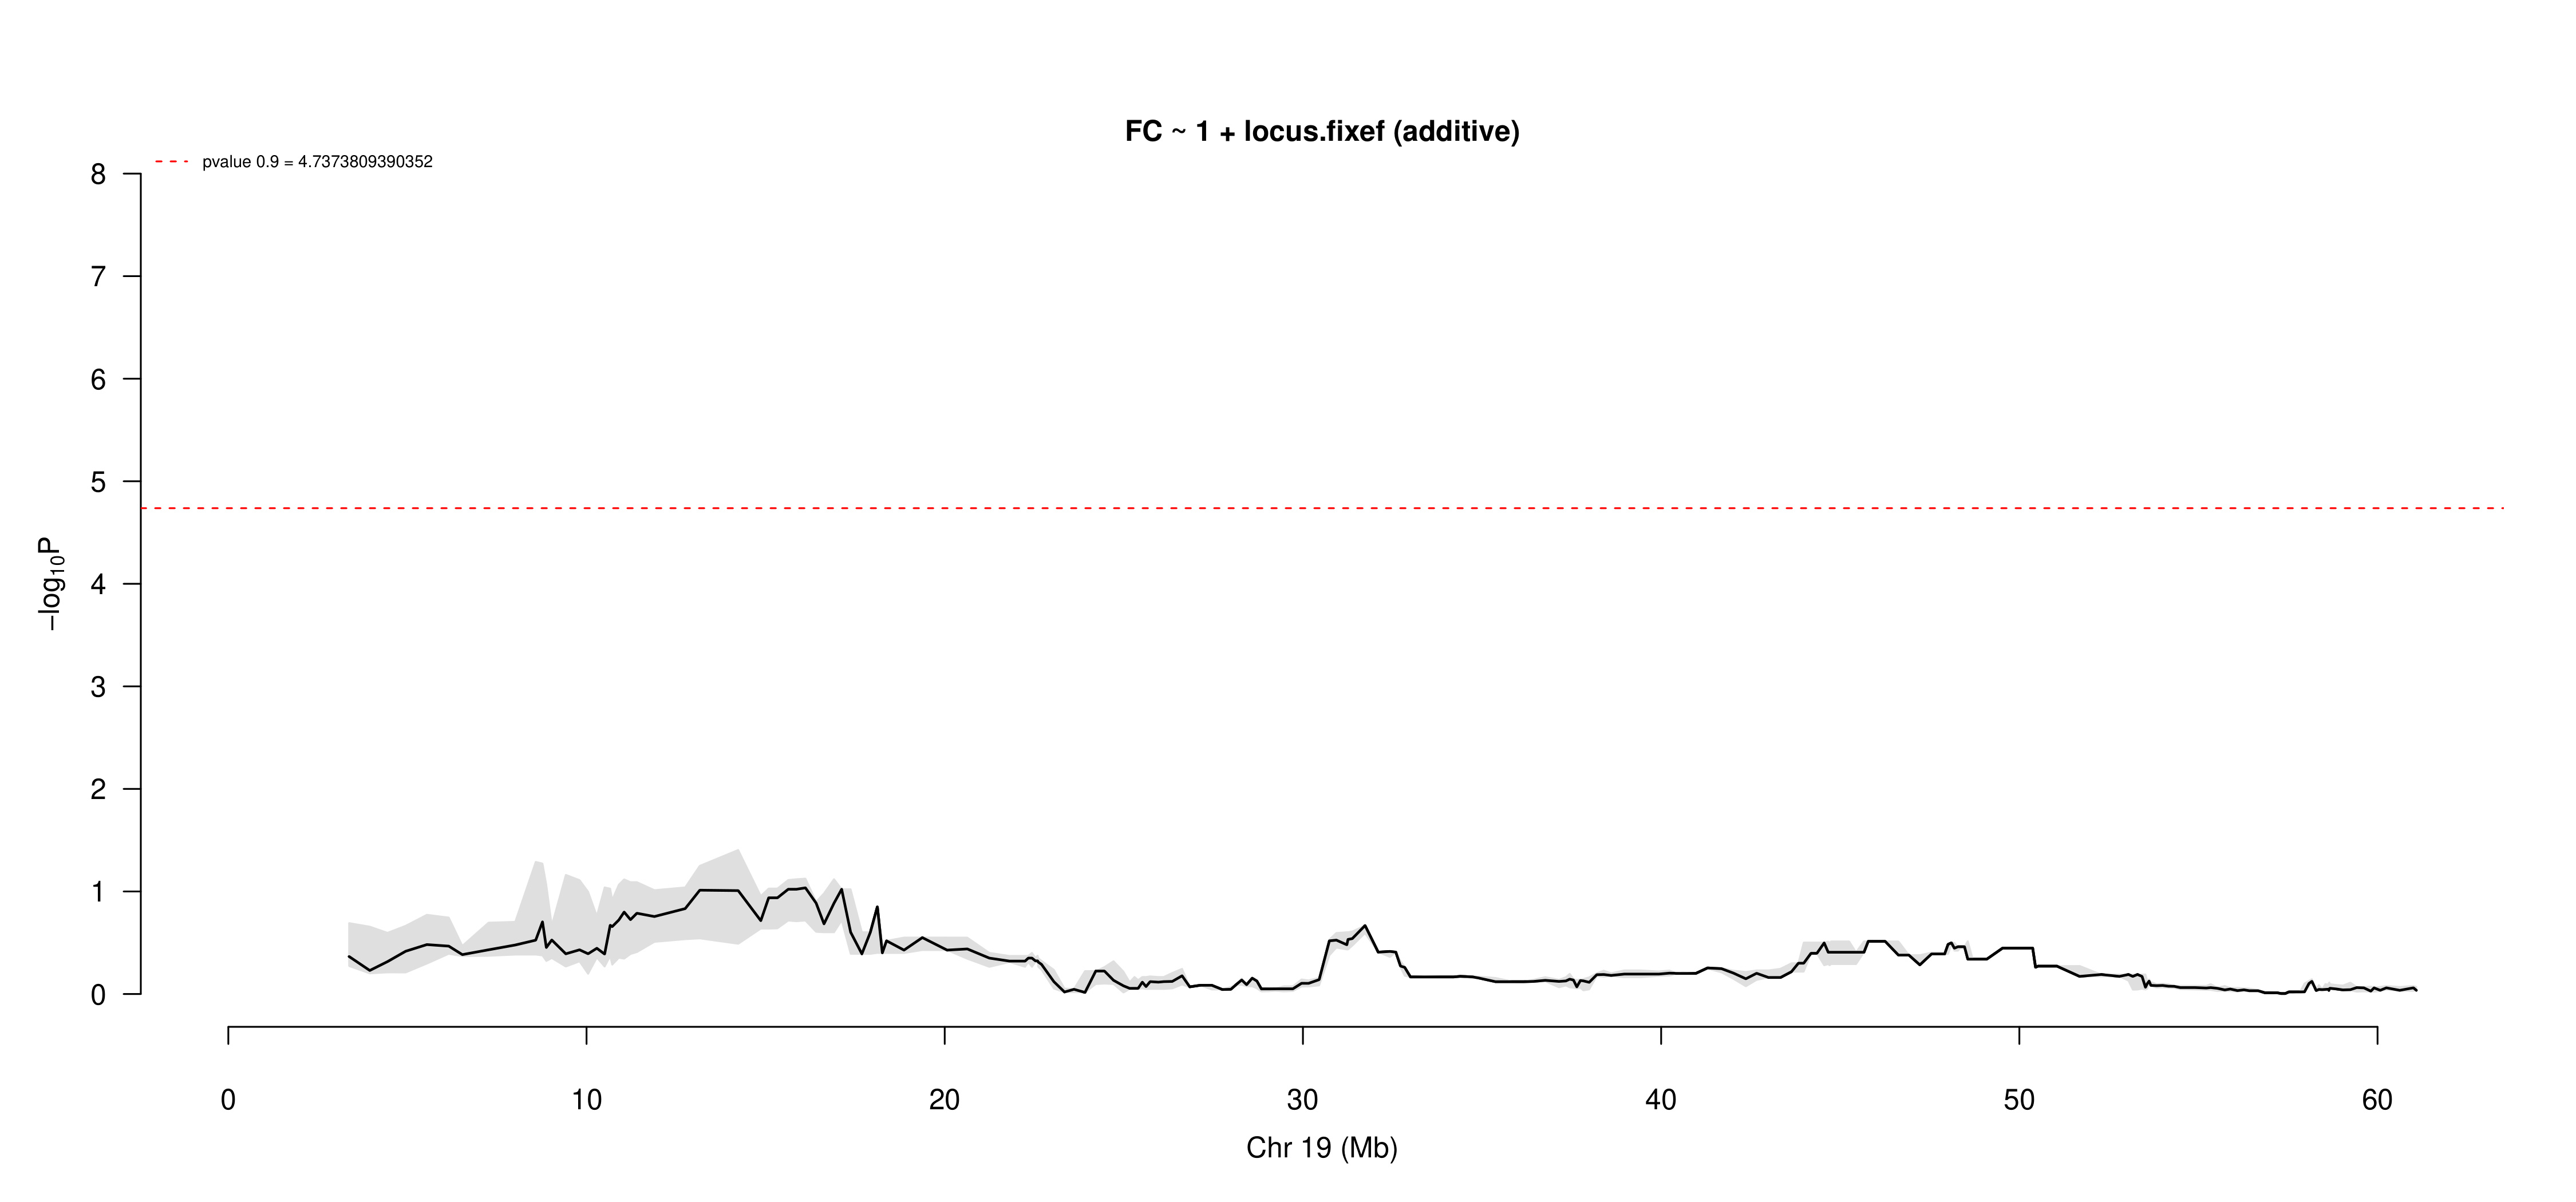 FC ~ 1 + locus.fixef (additive)
pvalue 0.9 = 4.7373809390352
8
7
6
5
4
3
2
1
0
−log₁₀P
0 10 20 30 40 50 60
Chr 19 (Mb)